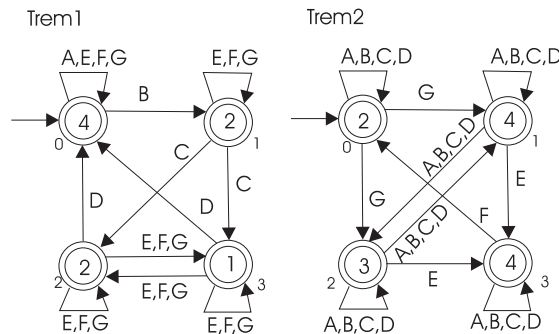 Trem1
Trem2
A,E,F,G
E,F,G
A,B,C,D
A,B,C,D
4
B
2
2
G
4
0
1
0
1
C
C
A,B,C,D
E
D
D
G
A,B,C,D
F
2
E,F,G
1
3
E
4
2
E,F,G
3
2
3
E,F,G
E,F,G
A,B,C,D
A,B,C,D